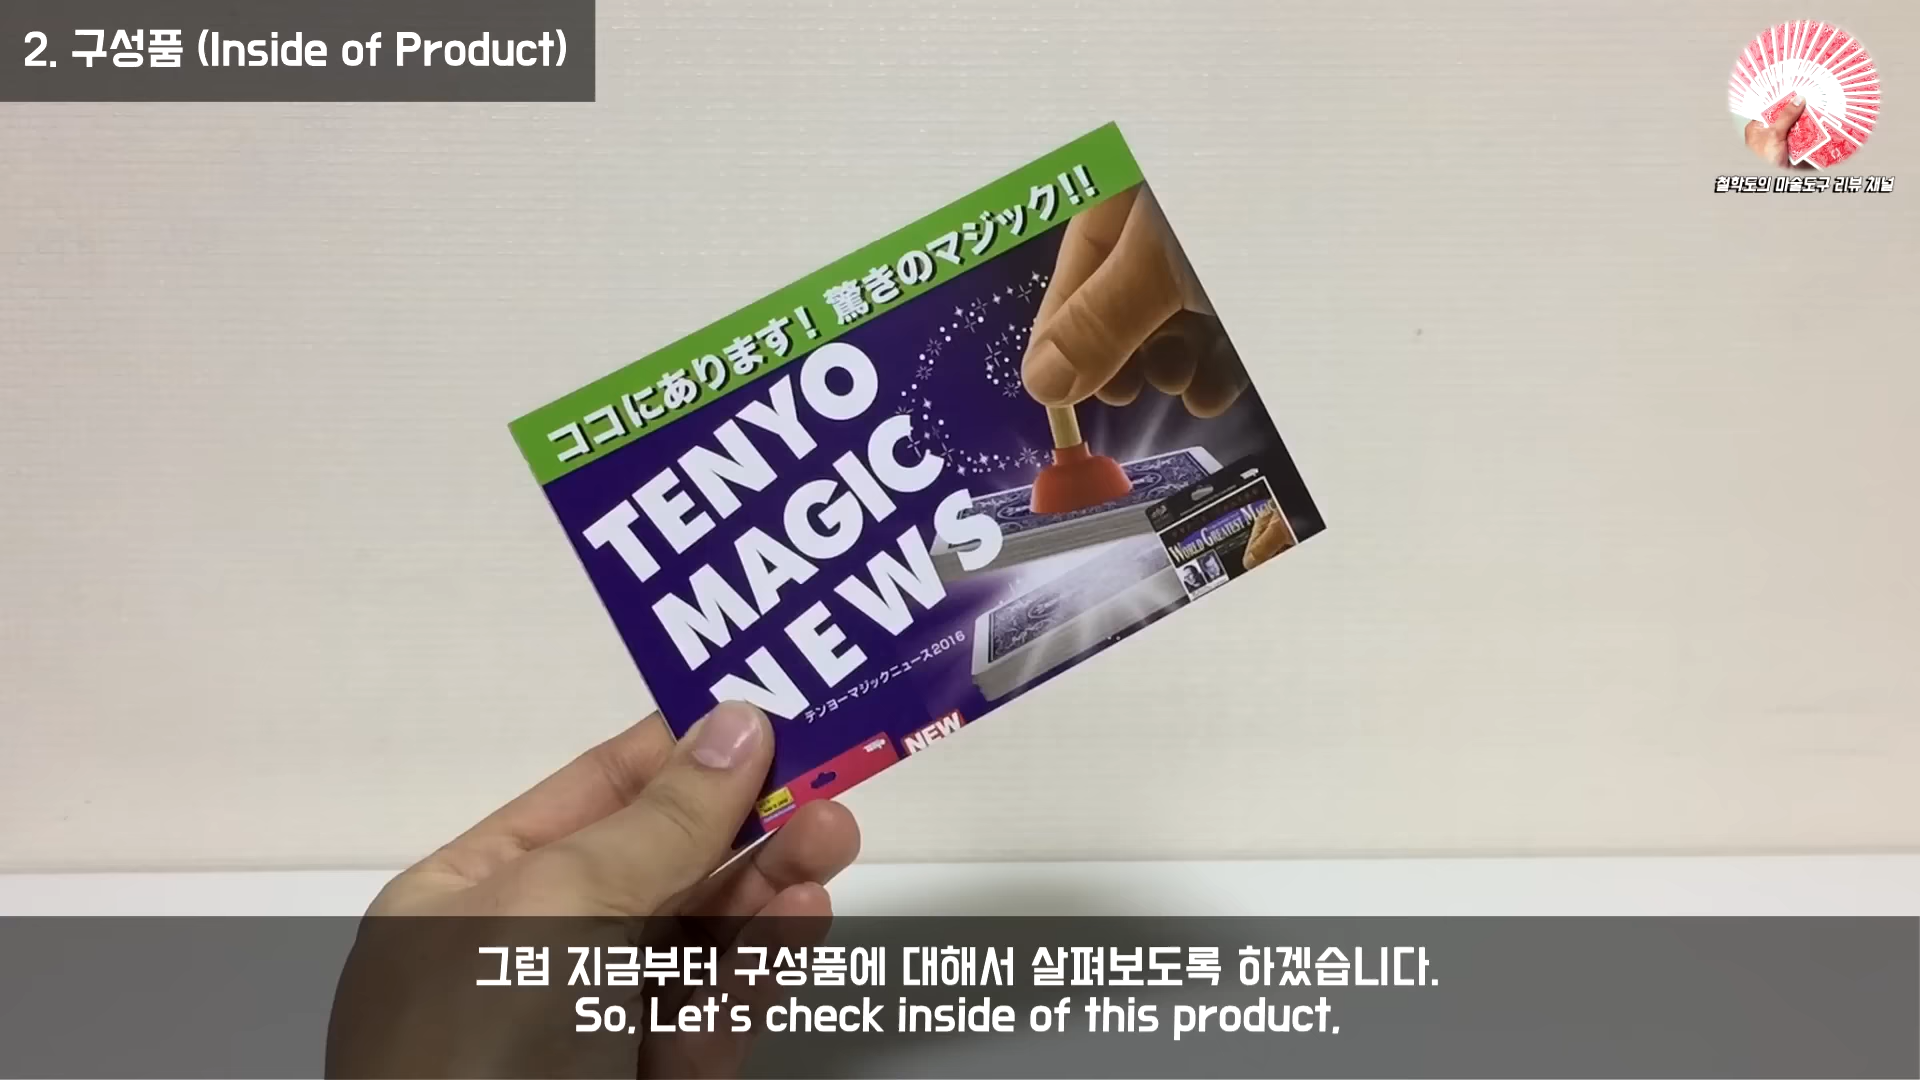 2. 구성품 (Inside of Product)
철학도의 마술도구 리뷰 채널
ココにあります! 驚きのマジック!!
TENYO
MAGIC
NEWS
テンヨーマジックニュース2016
WORLD GREATEST MAGIC
NEW
Tenyo
그럼 지금부터 구성품에 대해서 살펴보도록 하겠습니다.
So, Let's check inside of this product,